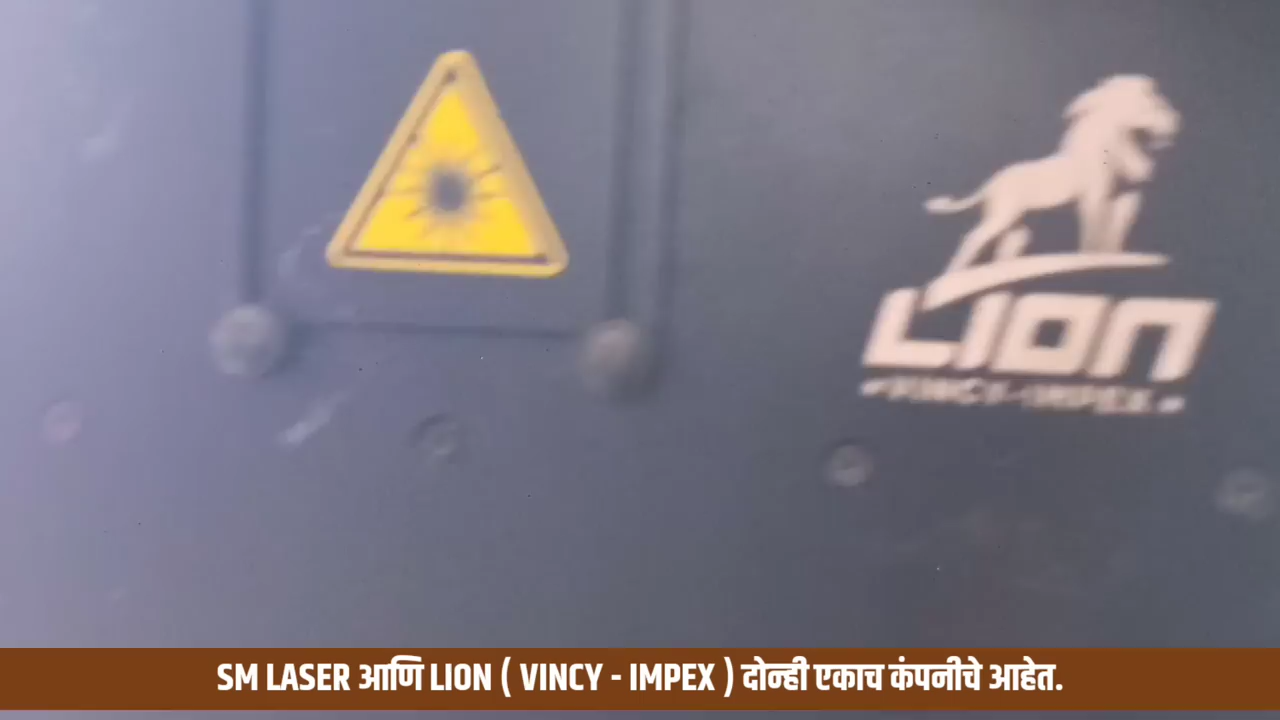 LION
VINCY-IMPEX
SM LASER आणि LION ( VINCY - IMPEX ) दोन्ही एकाच कंपनीचे आहेत.